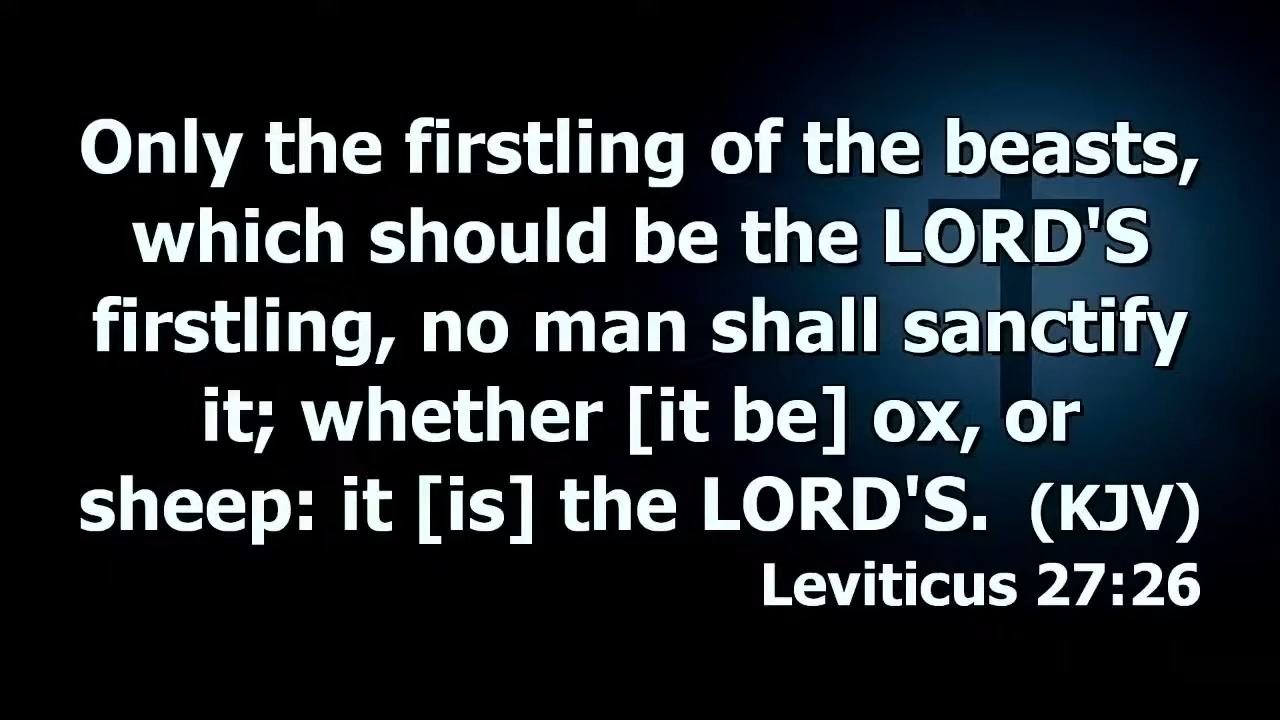 Only the firstling of the beasts,
which should be the LORD'S
firstling, no man shall sanctify
it; whether [it be] ox, or
sheep: it [is] the LORD'S. (KJV)
Leviticus 27:26